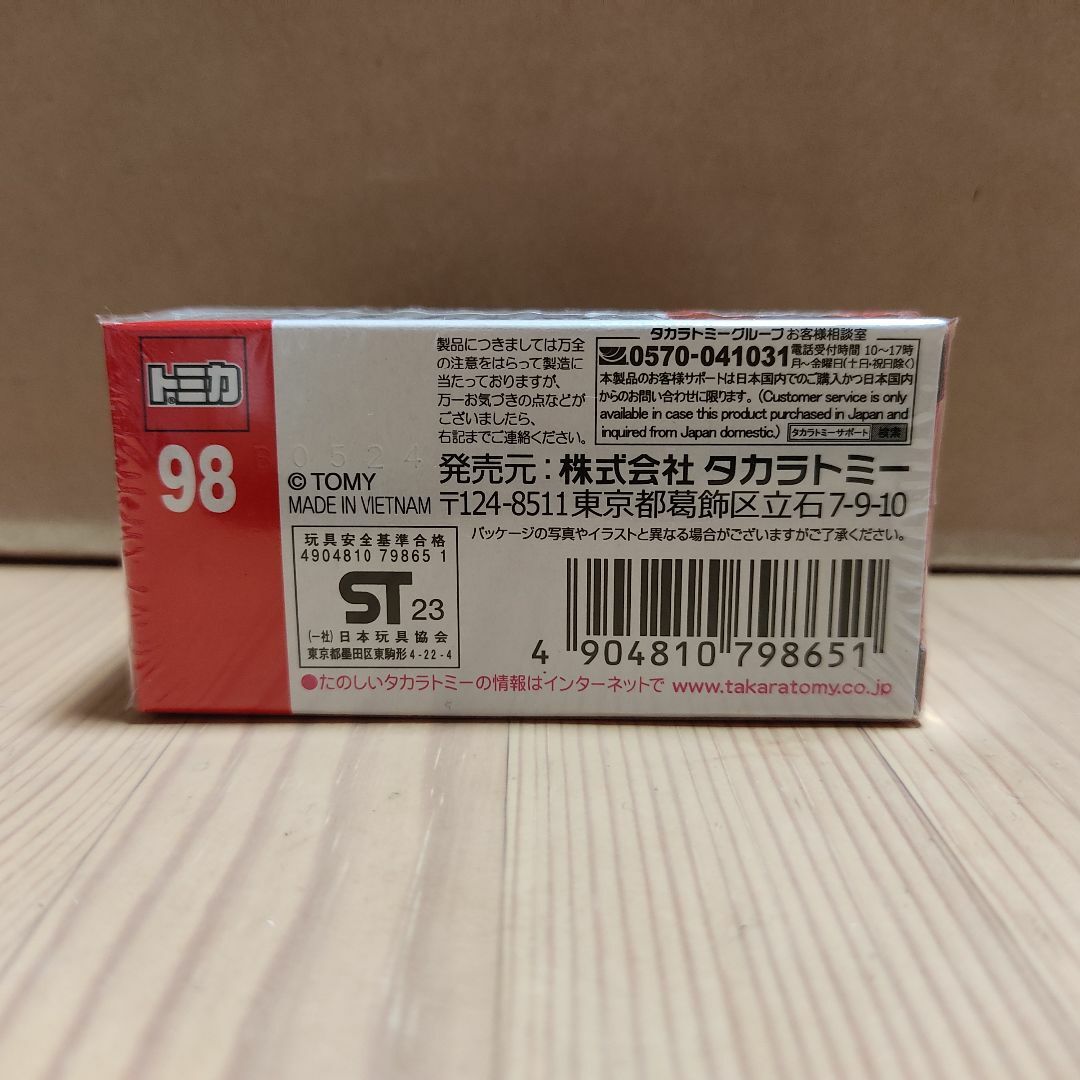 トミカ®
98
製品につきましては万全
の注意をはらって製造に
当たっておりますが、
万一お気づきの点などが
ございましたら、
右記までご連絡ください。
タカラトミーグループ お客様相談室
0570-041031 電話受付時間 10〜17時
月〜金曜日(土日・祝日除く)
本製品のお客様サポートは日本国内でのご購入かつ日本国内
からのお問い合わせに限ります。(Customer service is only
available in case this product purchased in Japan and
inquired from Japan domestic.) タカラトミーサポート 検索
0524
© TOMY
MADE IN VIETNAM
発売元:株式会社 タカラトミー
〒124-8511 東京都葛飾区立石7-9-10
パッケージの写真やイラストと異なる場合がございますがご了承ください。
玩具安全基準合格
4904810 79865 1
ST 23
(一社)日本玩具協会
東京都墨田区東駒形4-22-4
4 904810 798651
●たのしいタカラトミーの情報はインターネットで www.takaratomy.co.jp